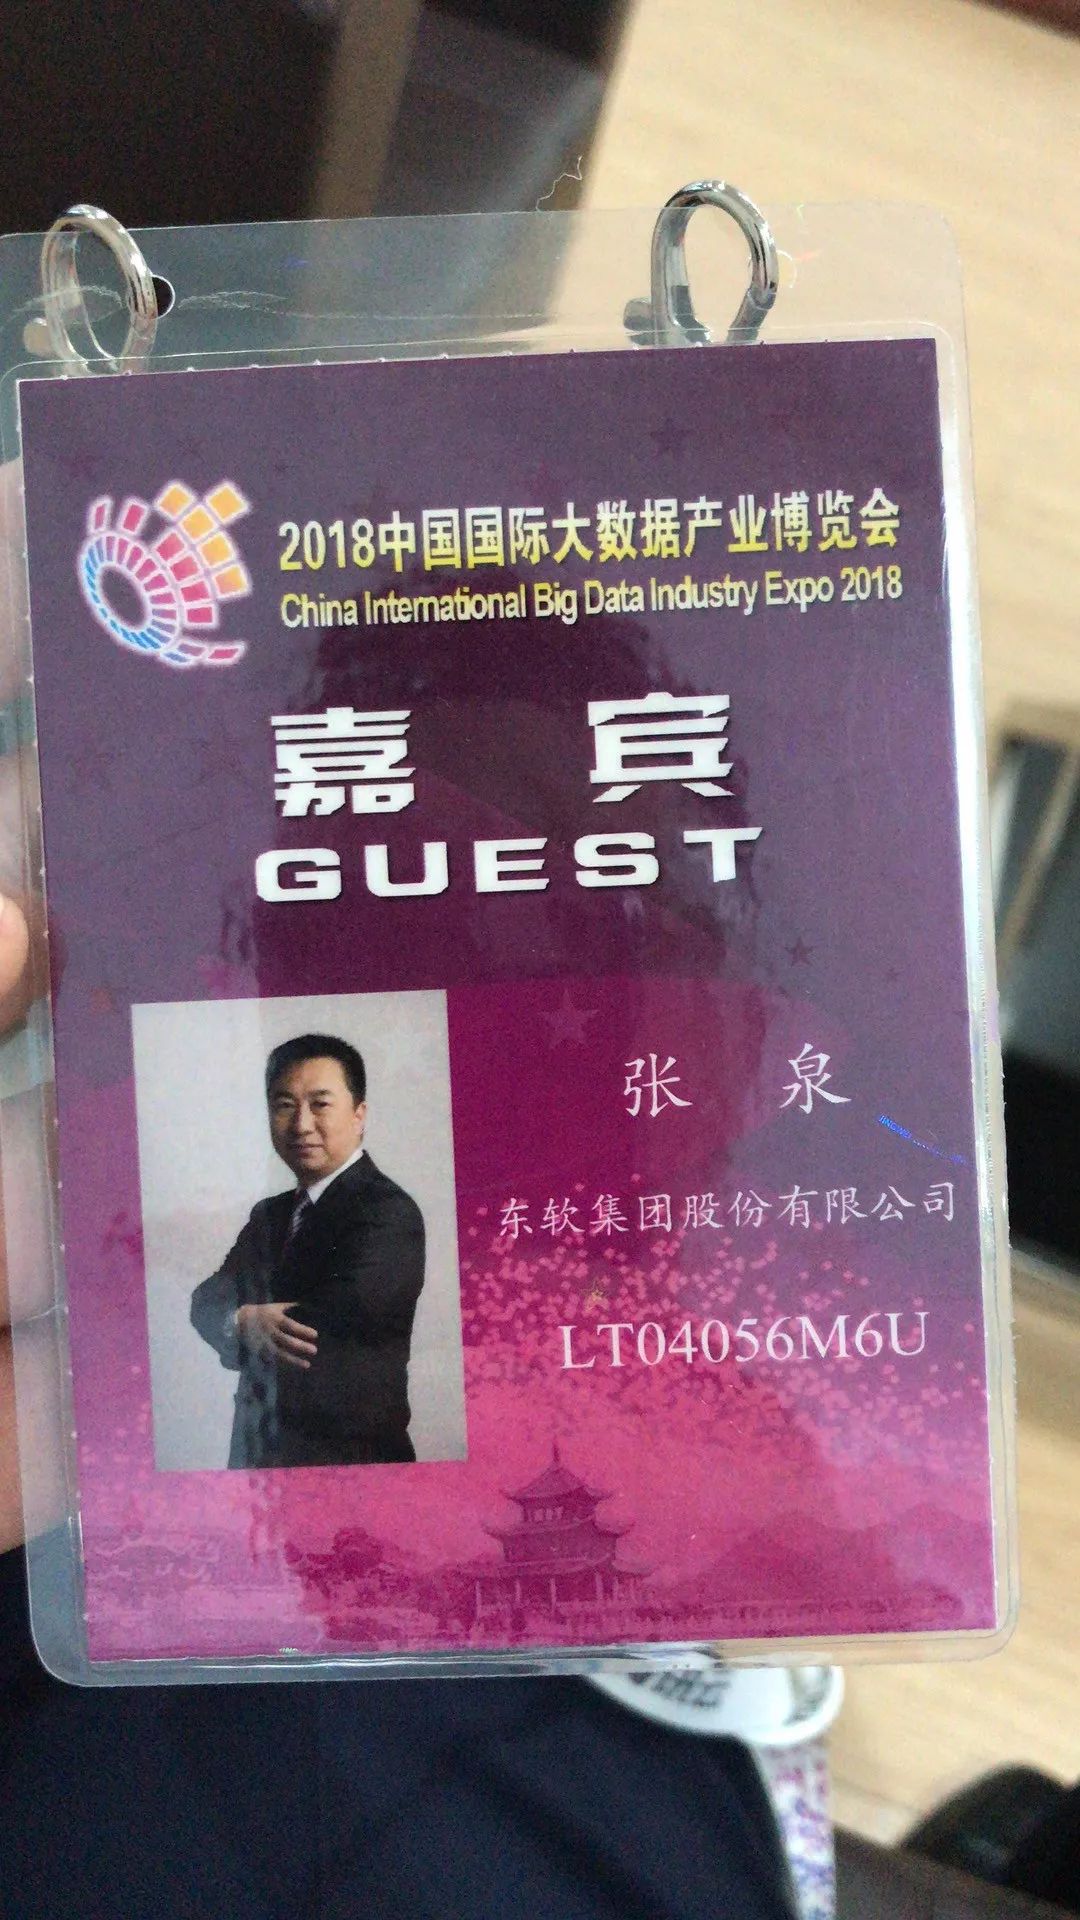 2018中国国际大数据产业博览会
China International Big Data Industry Expo 2018
嘉 宾
GUEST
张 泉
东软集团股份有限公司
LT04056M6U